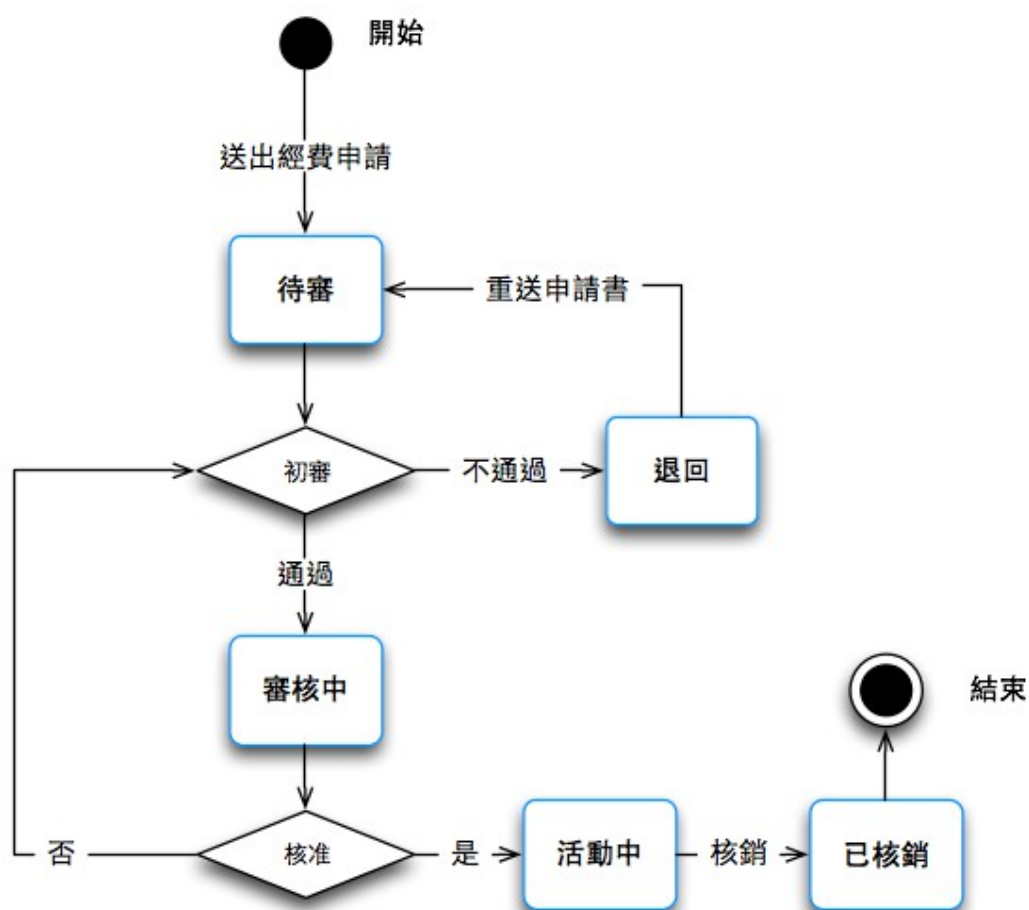 開始
送出經費申請
待審
重送申請書
初審
不通過
退回
通過
審核中
結束
否
核准
是
活動中
核銷
已核銷